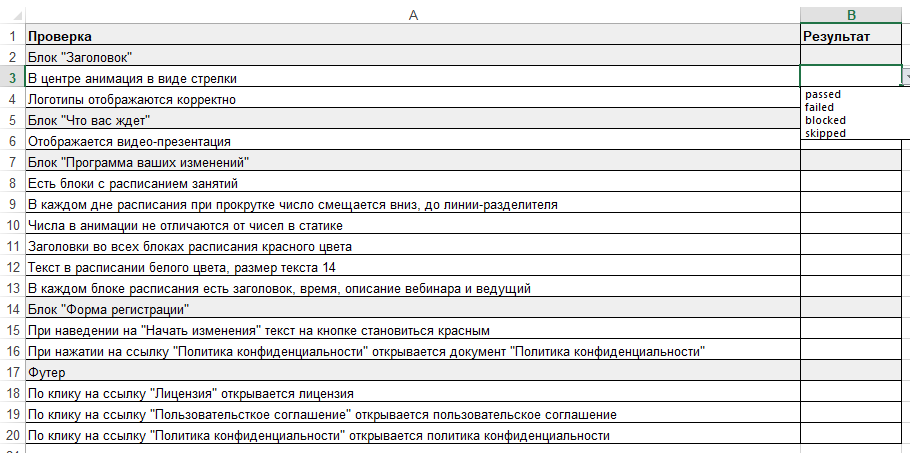 A B
1 Проверка Результат
2 Блок "Заголовок"
3 В центре анимация в виде стрелки
4 Логотипы отображаются корректно passed
failed
5 Блок "Что вас ждет" blocked
6 Отображается видео-презентация skipped
7 Блок "Программа ваших изменений"
8 Есть блоки с расписанием занятий
9 В каждом дне расписания при прокрутке число смещается вниз, до линии-разделителя
10 Числа в анимации не отличаются от чисел в статике
11 Заголовки во всех блоках расписания красного цвета
12 Текст в расписании белого цвета, размер текста 14
13 В каждом блоке расписания есть заголовок, время, описание вебинара и ведущий
14 Блок "Форма регистрации"
15 При наведении на "Начать изменения" текст на кнопке становиться красным
16 При нажатии на ссылку "Политика конфиденциальности" открывается документ "Политика конфиденциальности"
17 Футер
18 По клику на ссылку "Лицензия" открывается лицензия
19 По клику на ссылку "Пользовательсткое соглашение" открывается пользовательское соглашение
20 По клику на ссылку "Политика конфиденциальности" открывается политика конфиденциальности